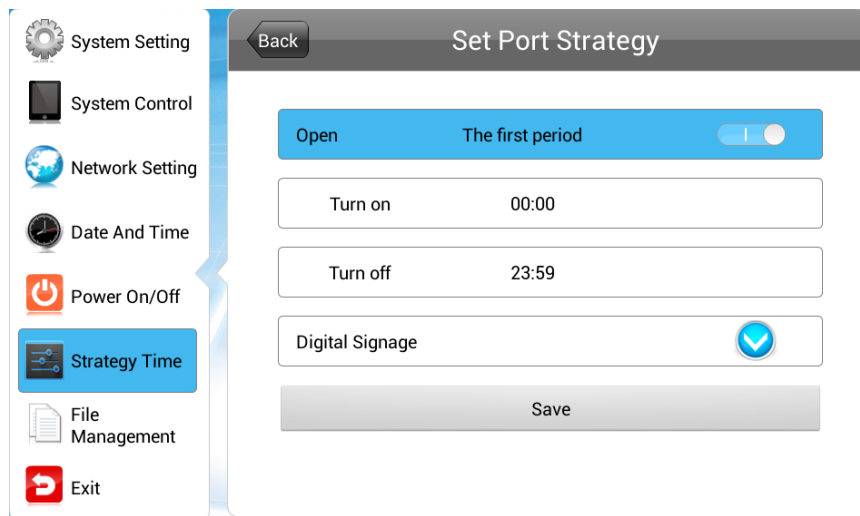 System Setting
System Control
Network Setting
Date And Time
Power On/Off
Strategy Time
File
Management
Exit
Back
Set Port Strategy
Open The first period
Turn on 00:00
Turn off 23:59
Digital Signage
Save